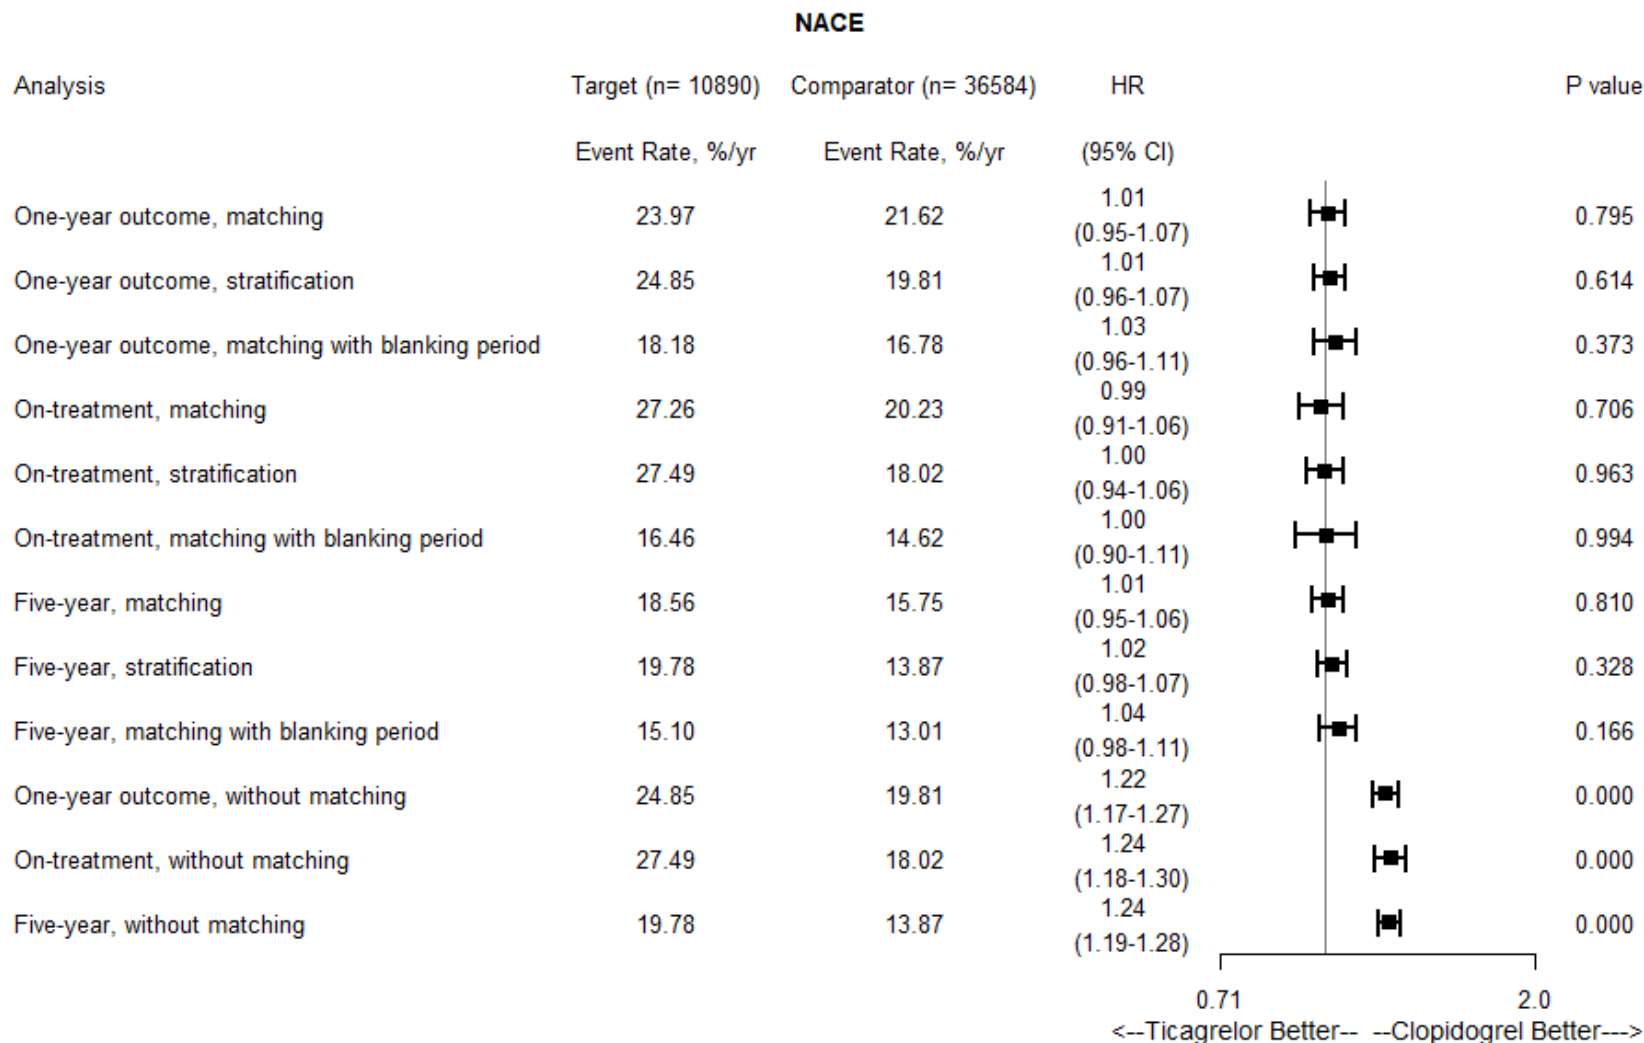 NACE
Analysis Target (n= 10890) Comparator (n= 36584) HR P value
Event Rate, %/yr Event Rate, %/yr (95% CI)
One-year outcome, matching 23.97 21.62 1.01 (0.95-1.07) 0.795
One-year outcome, stratification 24.85 19.81 1.01 (0.96-1.07) 0.614
One-year outcome, matching with blanking period 18.18 16.78 1.03 (0.96-1.11) 0.373
On-treatment, matching 27.26 20.23 0.99 (0.91-1.06) 0.706
On-treatment, stratification 27.49 18.02 1.00 (0.94-1.06) 0.963
On-treatment, matching with blanking period 16.46 14.62 1.00 (0.90-1.11) 0.994
Five-year, matching 18.56 15.75 1.01 (0.95-1.06) 0.810
Five-year, stratification 19.78 13.87 1.02 (0.98-1.07) 0.328
Five-year, matching with blanking period 15.10 13.01 1.04 (0.98-1.11) 0.166
One-year outcome, without matching 24.85 19.81 1.22 (1.17-1.27) 0.000
On-treatment, without matching 27.49 18.02 1.24 (1.18-1.30) 0.000
Five-year, without matching 19.78 13.87 1.24 (1.19-1.28) 0.000
0.71 2.0
<--Ticagrelor Better-- --Clopidogrel Better--->